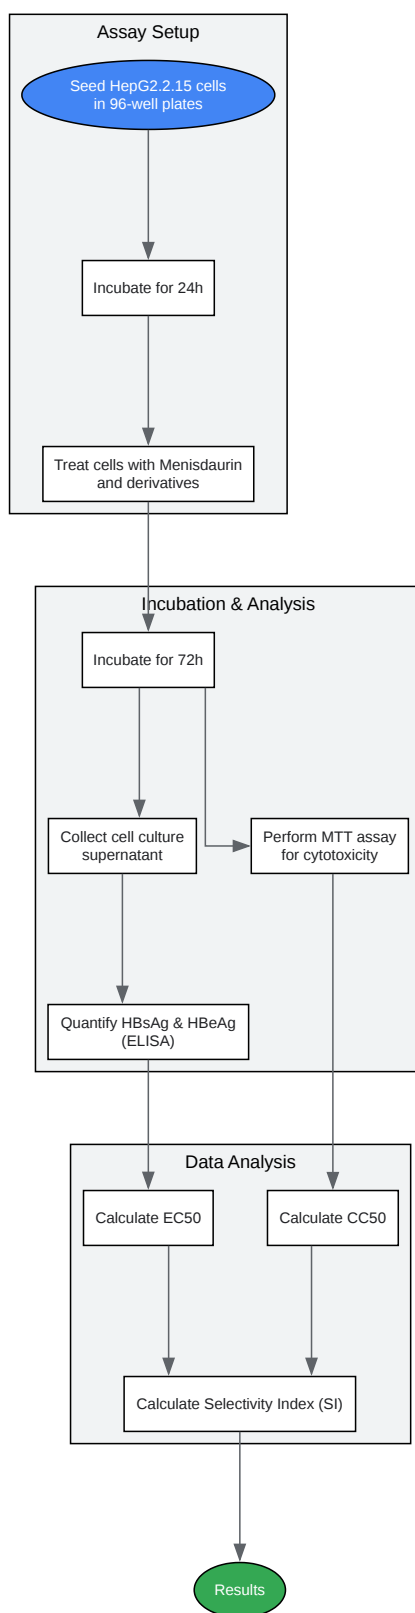 Assay Setup
Seed HepG2.2.15 cells
in 96-well plates
Incubate for 24h
Treat cells with Menisdaurin
and derivatives
Incubation & Analysis
Incubate for 72h
Collect cell culture
supernatant
Perform MTT assay
for cytotoxicity
Quantify HBsAg & HBeAg
(ELISA)
Data Analysis
Calculate EC50
Calculate CC50
Calculate Selectivity Index (SI)
Results